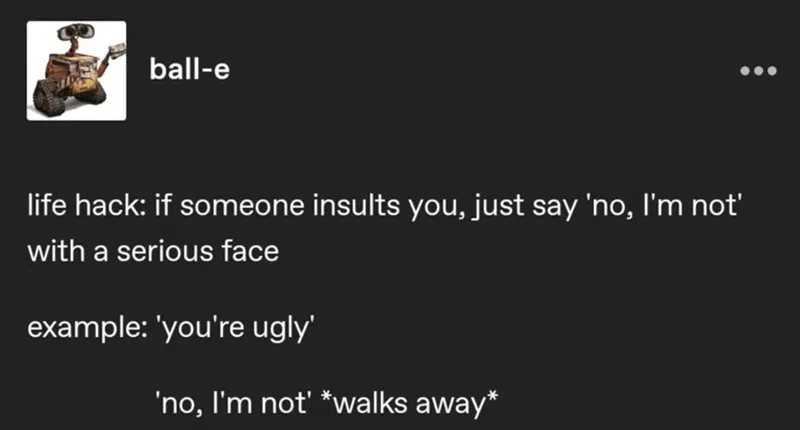 ball-e
life hack: if someone insults you, just say 'no, I'm not'
with a serious face
example: 'you're ugly'
'no, I'm not' *walks away*